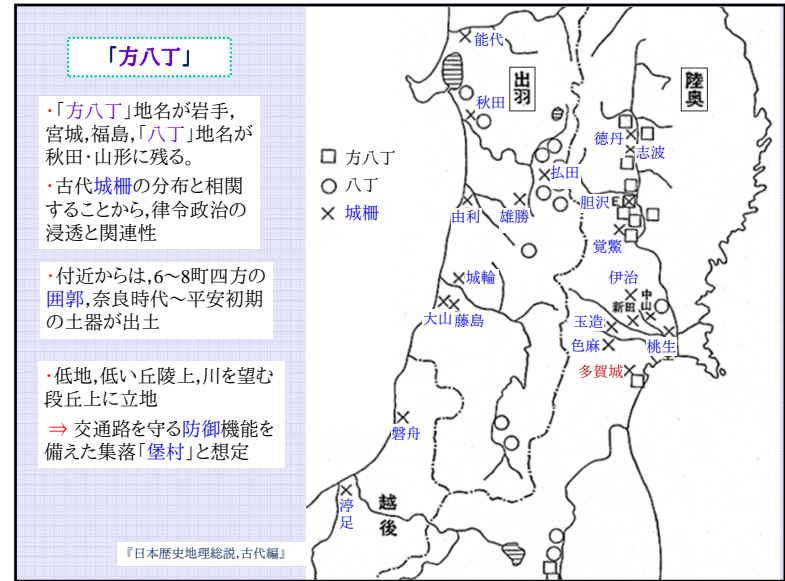 「方八丁」
・「方八丁」地名が岩手,
宮城,福島,「八丁」地名が
秋田・山形に残る。
・古代城柵の分布と相関
することから,律令政治の
浸透と関連性
・付近からは,6~8町四方の
囲郭,奈良時代~平安初期
の土器が出土
・低地,低い丘陵上,川を望む
段丘上に立地
⇒ 交通路を守る防御機能を
備えた集落「堡村」と想定
『日本歴史地理総説,古代編』
□ 方八丁
○ 八丁
× 城柵
能代
出羽
陸奥
秋田
徳丹
志波
払田
胆沢
由利
雄勝
覚鱉
城輪
伊治
中山
新田
大山
藤島
玉造
色麻
桃生
多賀城
磐舟
渟足
越後